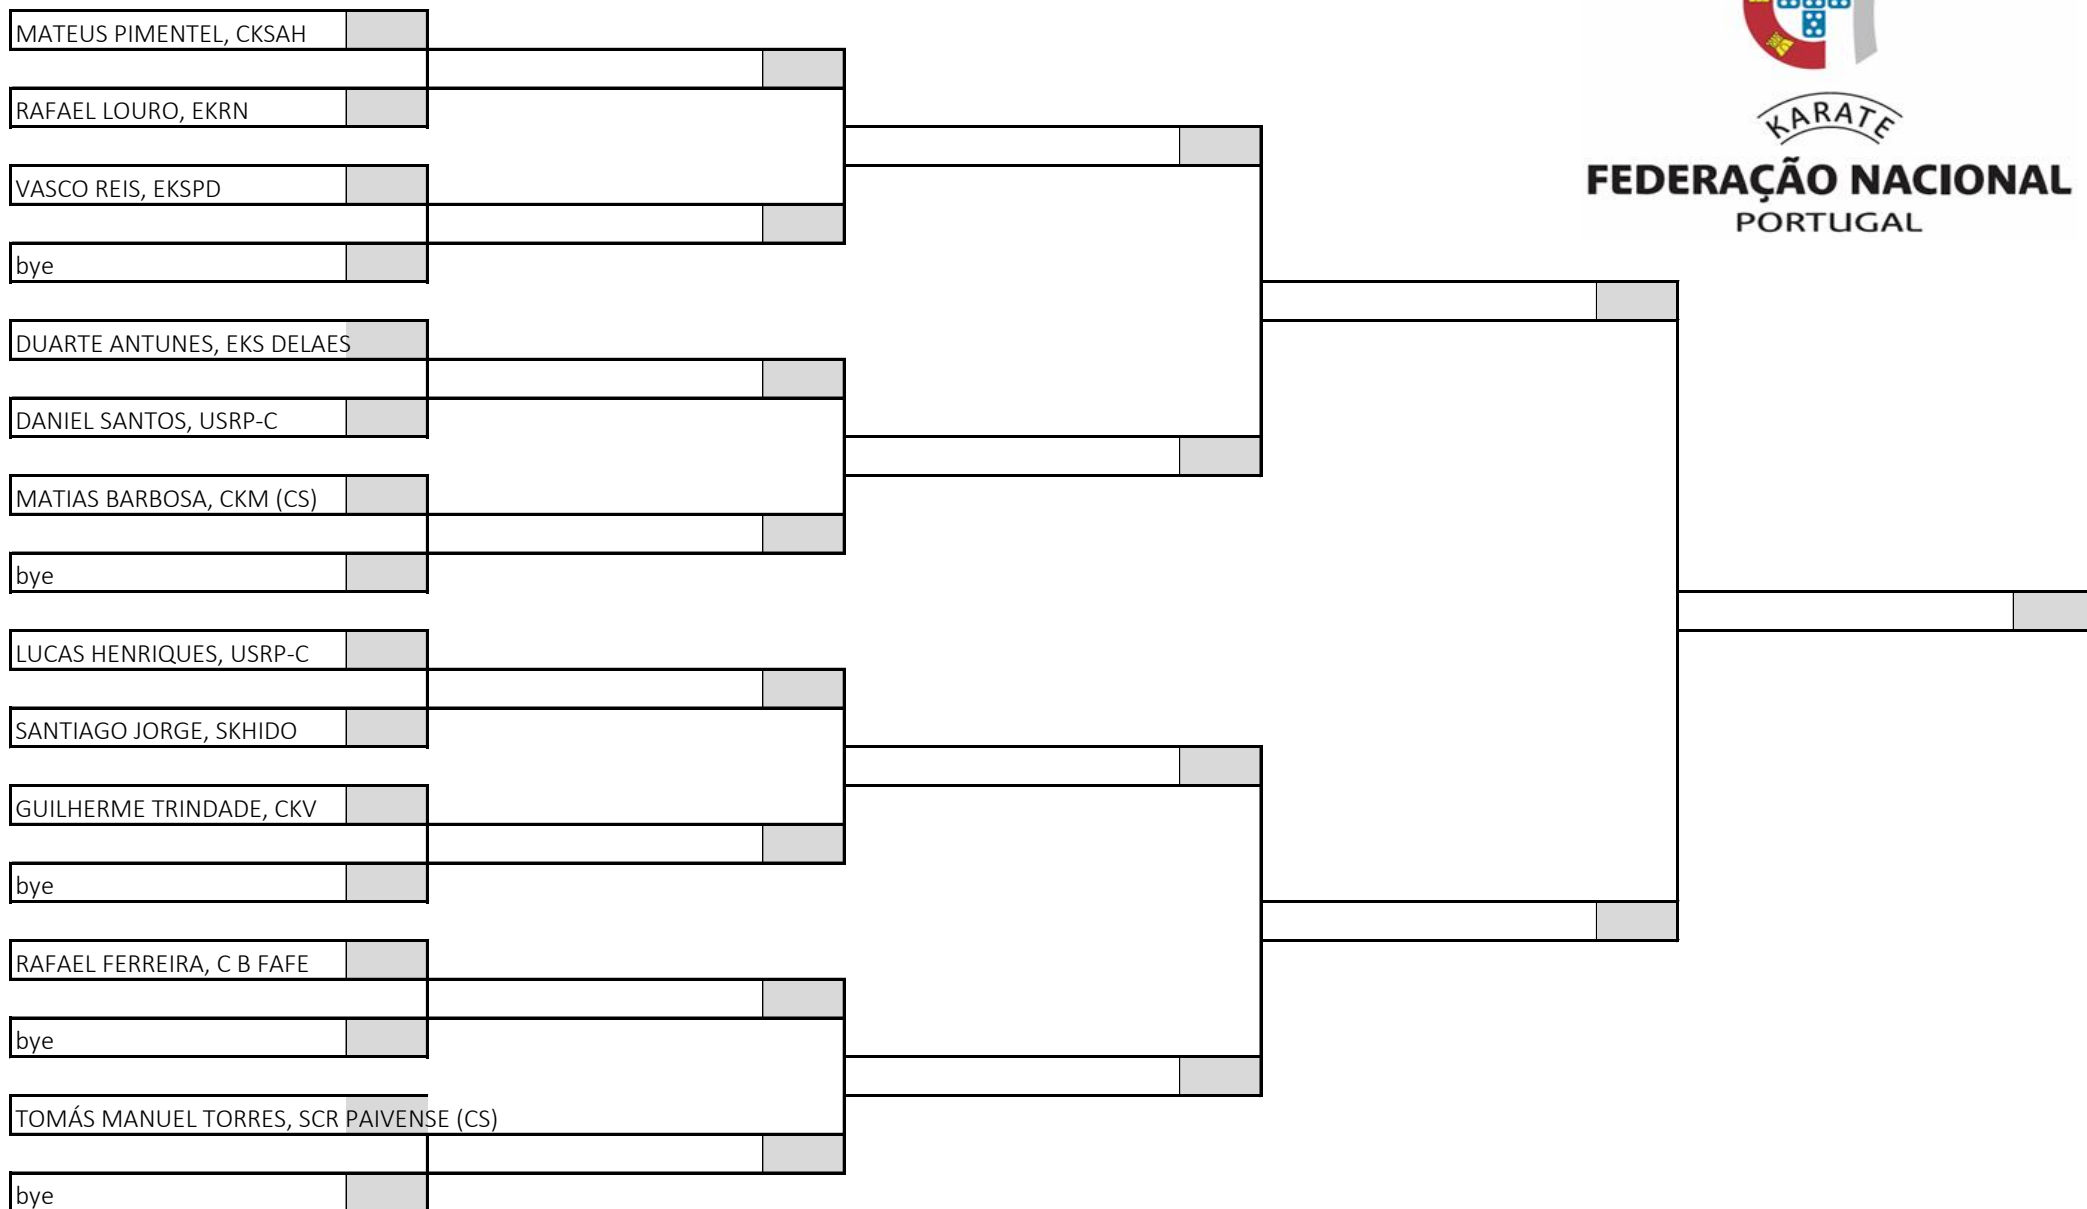 MATEUS PIMENTEL, CKSAH
RAFAEL LOURO, EKRN
KARATE
VASCO REIS, EKSPD
FEDERAÇÃO NACIONAL
PORTUGAL
bye
DUARTE ANTUNES, EKS DELAES
DANIEL SANTOS, USRP-C
MATIAS BARBOSA, CKM (CS)
bye
LUCAS HENRIQUES, USRP-C
SANTIAGO JORGE, SKHIDO
GUILHERME TRINDADE, CKV
bye
RAFAEL FERREIRA, C B FAFE
bye
TOMÁS MANUEL TORRES, SCR PAIVENSE (CS)
bye